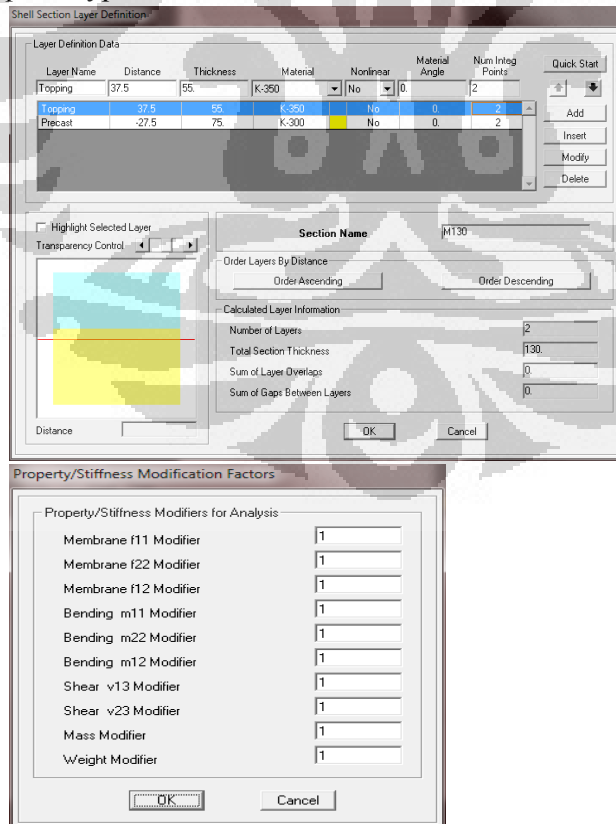 Shell Section Layer Definition
Layer Definition Data
Layer Name Distance Thickness Material Nonlinear Material Angle Num Integ Points
Topping 37.5 55. K-350 No 0. 2
Topping 37.5 55. K-350 No 0. 2
Precast -27.5 75. K-300 No 0. 2
Quick Start
Add
Insert
Modify
Delete
Highlight Selected Layer
Transparency Control
Distance
Section Name M130
Order Layers By Distance
Order Ascending Order Descending
Calculated Layer Information
Number of Layers 2
Total Section Thickness 130.
Sum of Layer Overlaps 0.
Sum of Gaps Between Layers 0.
OK Cancel
Property/Stiffness Modification Factors
Property/Stiffness Modifiers for Analysis
Membrane f11 Modifier 1
Membrane f22 Modifier 1
Membrane f12 Modifier 1
Bending m11 Modifier 1
Bending m22 Modifier 1
Bending m12 Modifier 1
Shear v13 Modifier 1
Shear v23 Modifier 1
Mass Modifier 1
Weight Modifier 1
OK Cancel